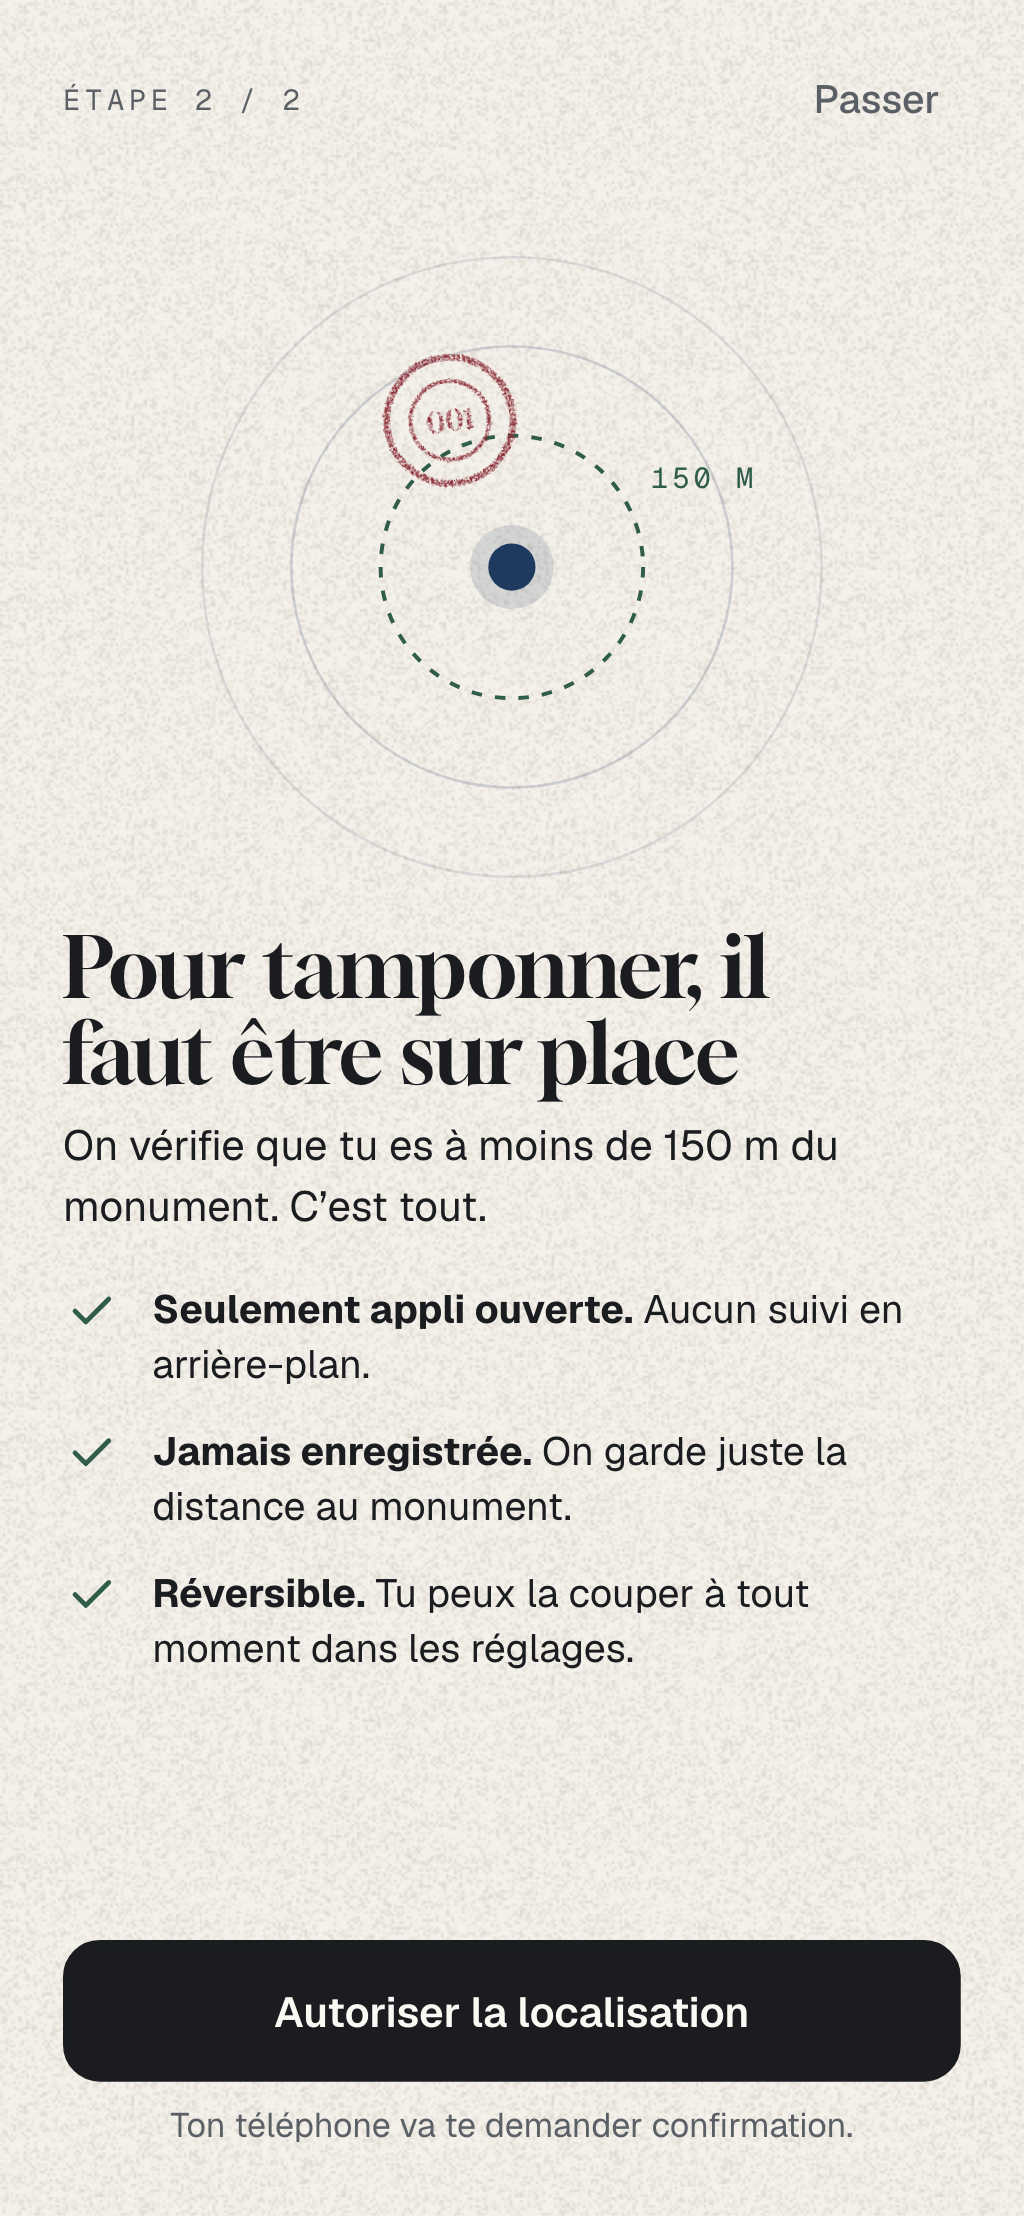 ÉTAPE 2 / 2
Passer
001
150 M
Pour tamponner, il
faut être sur place
On vérifie que tu es à moins de 150 m du
monument. C’est tout.
Seulement appli ouverte. Aucun suivi en
arrière-plan.
Jamais enregistrée. On garde juste la
distance au monument.
Réversible. Tu peux la couper à tout
moment dans les réglages.
Autoriser la localisation
Ton téléphone va te demander confirmation.